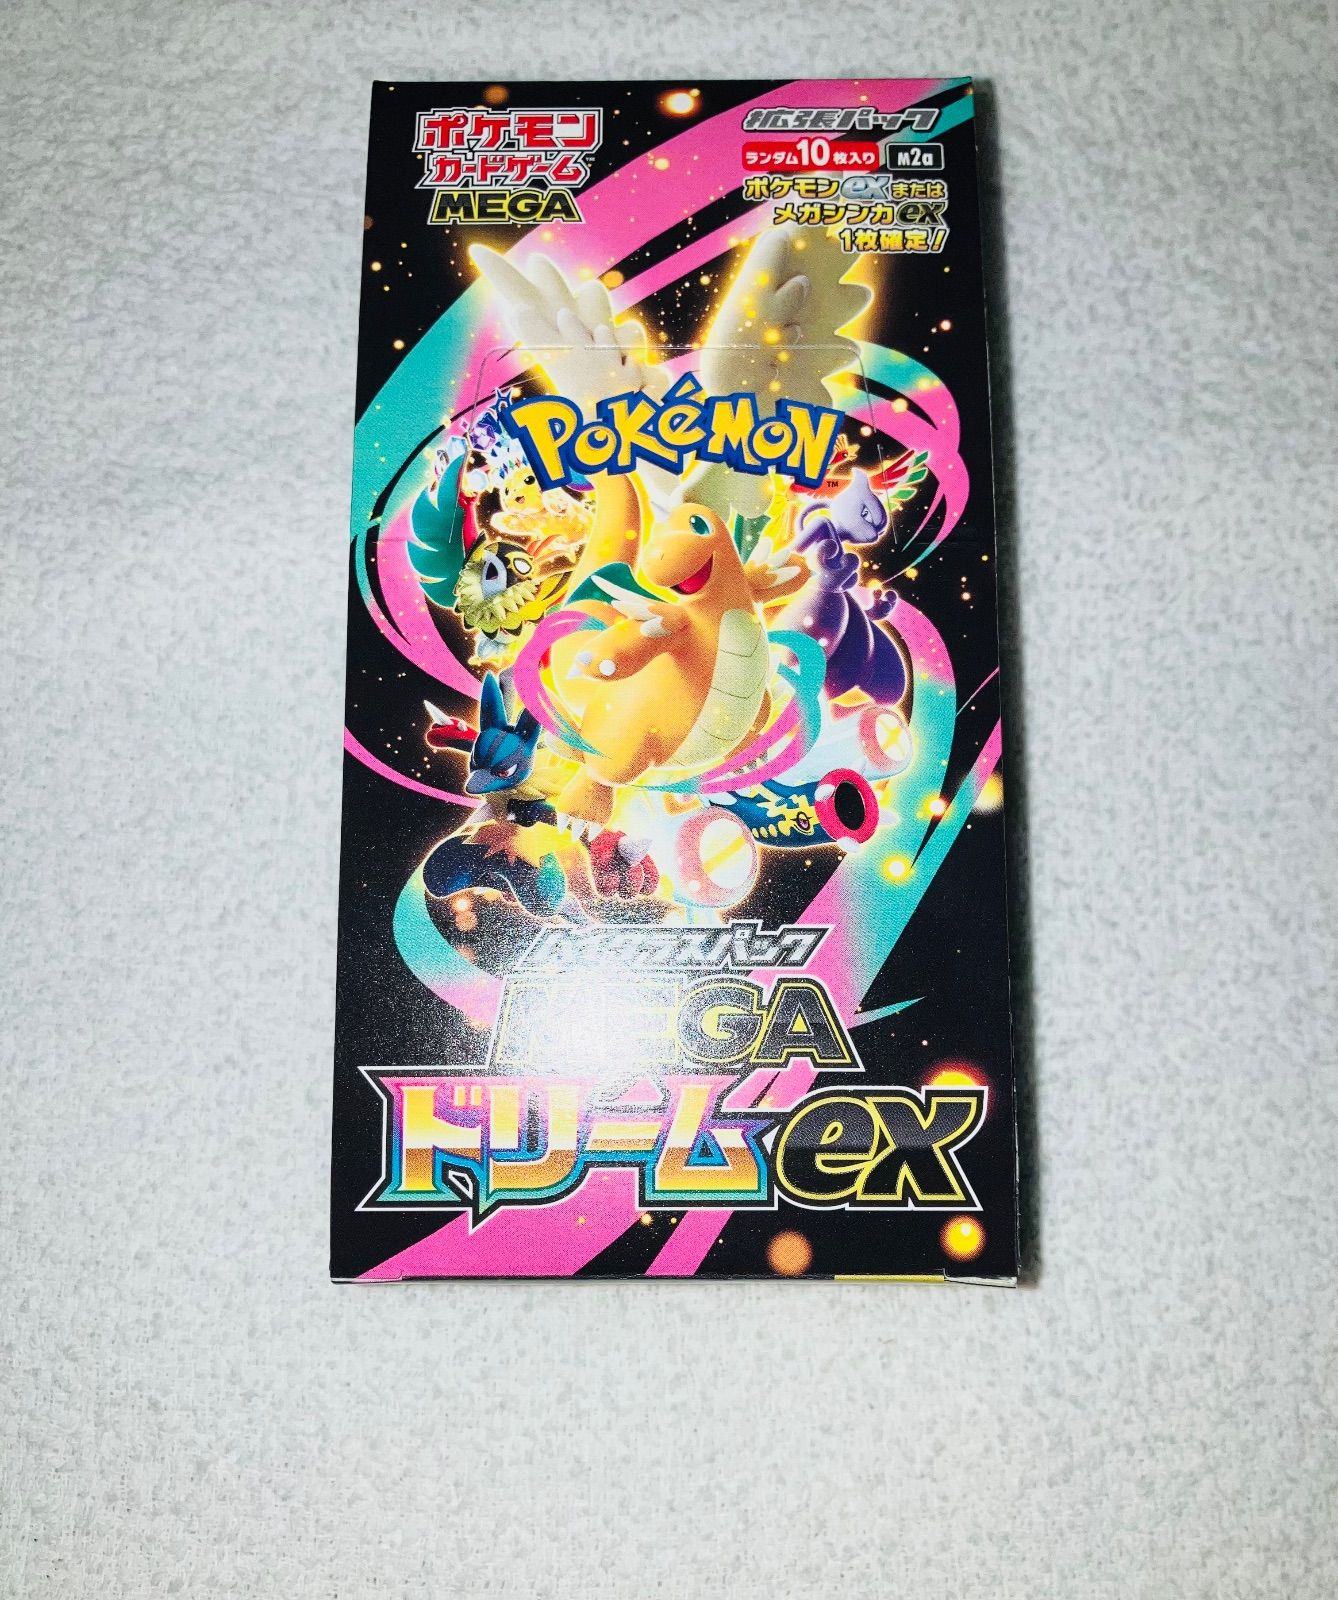 ポケモン
カードゲーム™
MEGA
拡張パック
ランダム10枚入り M2a
ポケモンexまたは
メガシンカex
1枚確定!
POKéMON™
ハイクラスパック
MEGA
ドリームex